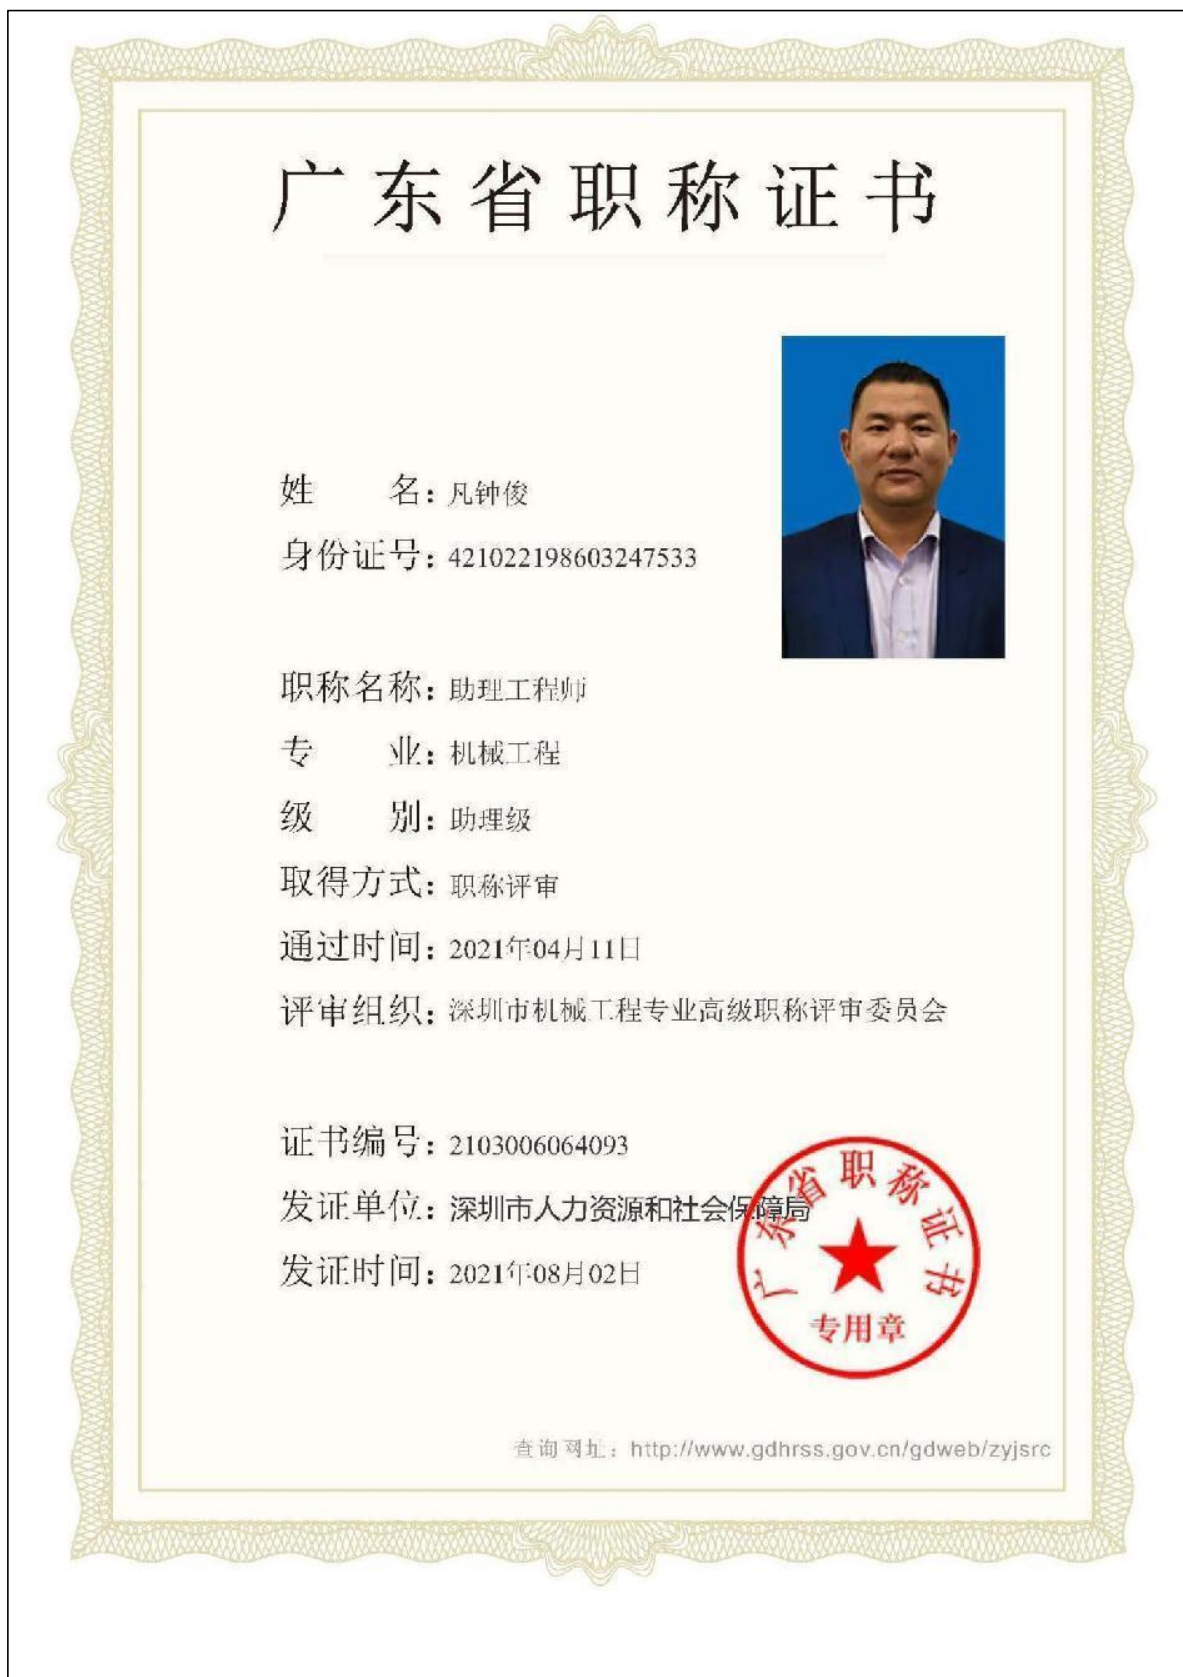 广东省职称证书
姓名：凡钟俊
身份证号：421022198603247533
职称名称：助理工程师
专业：机械工程
级别：助理级
取得方式：职称评审
通过时间：2021年04月11日
评审组织：深圳市机械工程专业高级职称评审委员会
证书编号：2103006064093
发证单位：深圳市人力资源和社会保障局
发证时间：2021年08月02日
广东省职称证书
专用章
查询网址：http://www.gdhrss.gov.cn/gdweb/zyjsrc